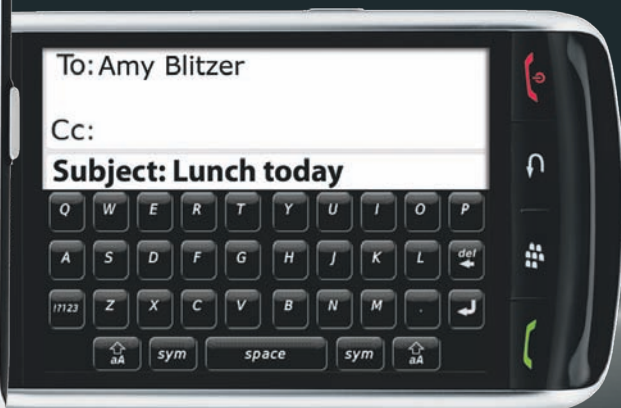 To: Amy Blitzer
Cc:
Subject: Lunch today
Q W E R T Y U I O P
A S D F G H J K L del
!?123 Z X C V B N M .
aA sym space sym aA